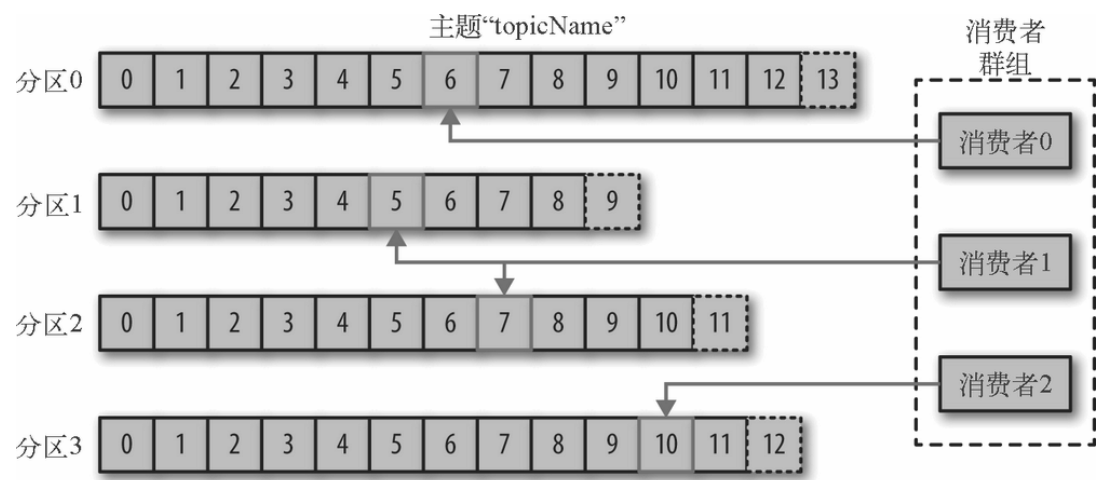 主题“topicName”
消费者
群组
分区0 0 1 2 3 4 5 6 7 8 9 10 11 12 13
消费者0
分区1 0 1 2 3 4 5 6 7 8 9
消费者1
分区2 0 1 2 3 4 5 6 7 8 9 10 11
消费者2
分区3 0 1 2 3 4 5 6 7 8 9 10 11 12